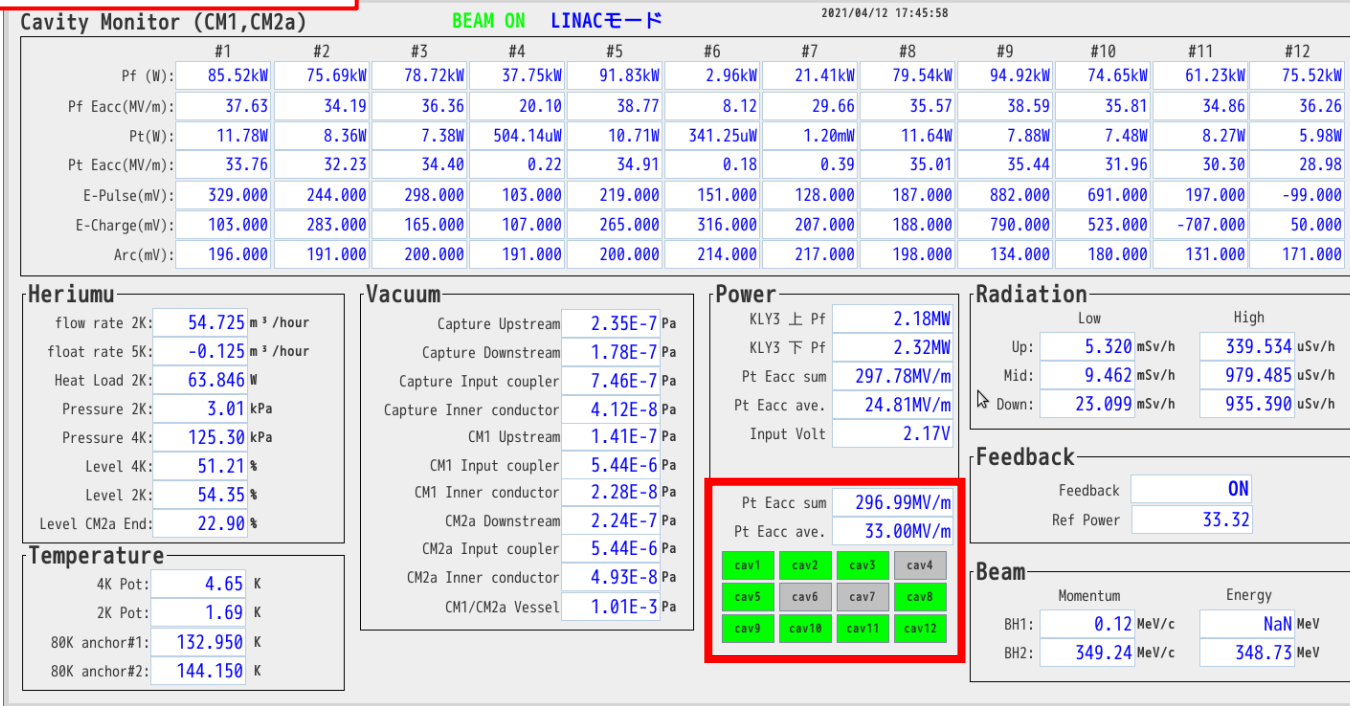 Cavity Monitor (CM1,CM2a) BEAM ON LINACモード 2021/04/12 17:45:58
#1 #2 #3 #4 #5 #6 #7 #8 #9 #10 #11 #12
Pf (W): 85.52kW 75.69kW 78.72kW 37.75kW 91.83kW 2.96kW 21.41kW 79.54kW 94.92kW 74.65kW 61.23kW 75.52kW
Pf Eacc(MV/m): 37.63 34.19 36.36 20.10 38.77 8.12 29.66 35.57 38.59 35.81 34.86 36.26
Pt(W): 11.78W 8.36W 7.38W 504.14uW 10.71W 341.25uW 1.20mW 11.64W 7.88W 7.48W 8.27W 5.98W
Pt Eacc(MV/m): 33.76 32.23 34.40 0.22 34.91 0.18 0.39 35.01 35.44 31.96 30.30 28.98
E-Pulse(mV): 329.000 244.000 298.000 103.000 219.000 151.000 128.000 187.000 882.000 691.000 197.000 -99.000
E-Charge(mV): 103.000 283.000 165.000 107.000 265.000 316.000 207.000 188.000 790.000 523.000 -707.000 50.000
Arc(mV): 196.000 191.000 200.000 191.000 200.000 214.000 217.000 198.000 134.000 180.000 131.000 171.000
Heriumu
flow rate 2K: 54.725 m³/hour
float rate 5K: -0.125 m³/hour
Heat Load 2K: 63.846 W
Pressure 2K: 3.01 kPa
Pressure 4K: 125.30 kPa
Level 4K: 51.21 %
Level 2K: 54.35 %
Level CM2a End: 22.90 %
Temperature
4K Pot: 4.65 K
2K Pot: 1.69 K
80K anchor#1: 132.950 K
80K anchor#2: 144.150 K
Vacuum
Capture Upstream 2.35E-7 Pa
Capture Downstream 1.78E-7 Pa
Capture Input coupler 7.46E-7 Pa
Capture Inner conductor 4.12E-8 Pa
CM1 Upstream 1.41E-7 Pa
CM1 Input coupler 5.44E-6 Pa
CM1 Inner conductor 2.28E-8 Pa
CM2a Downstream 2.24E-7 Pa
CM2a Input coupler 5.44E-6 Pa
CM2a Inner conductor 4.93E-8 Pa
CM1/CM2a Vessel 1.01E-3 Pa
Power
KLY3 上 Pf 2.18MW
KLY3 下 Pf 2.32MW
Pt Eacc sum 297.78MV/m
Pt Eacc ave. 24.81MV/m
Input Volt 2.17V
Pt Eacc sum 296.99MV/m
Pt Eacc ave. 33.00MV/m
cav1 cav2 cav3 cav4
cav5 cav6 cav7 cav8
cav9 cav10 cav11 cav12
Radiation
Low High
Up: 5.320 mSv/h 339.534 uSv/h
Mid: 9.462 mSv/h 979.485 uSv/h
Down: 23.099 mSv/h 935.390 uSv/h
Feedback
Feedback ON
Ref Power 33.32
Beam
Momentum Energy
BH1: 0.12 MeV/c NaN MeV
BH2: 349.24 MeV/c 348.73 MeV